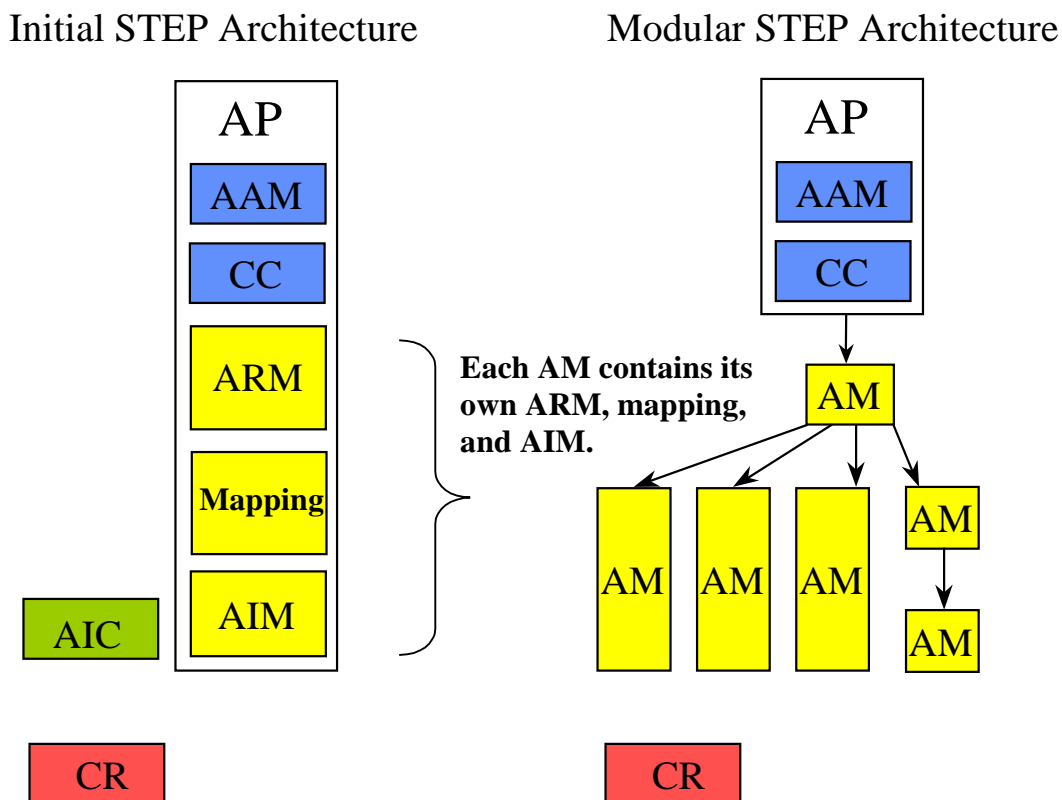 Initial STEP Architecture
AP
AAM
CC
ARM
Mapping
AIM
AIC
CR
Each AM contains its
own ARM, mapping,
and AIM.
Modular STEP Architecture
AP
AAM
CC
AM
AM
AM
AM
AM
AM
CR